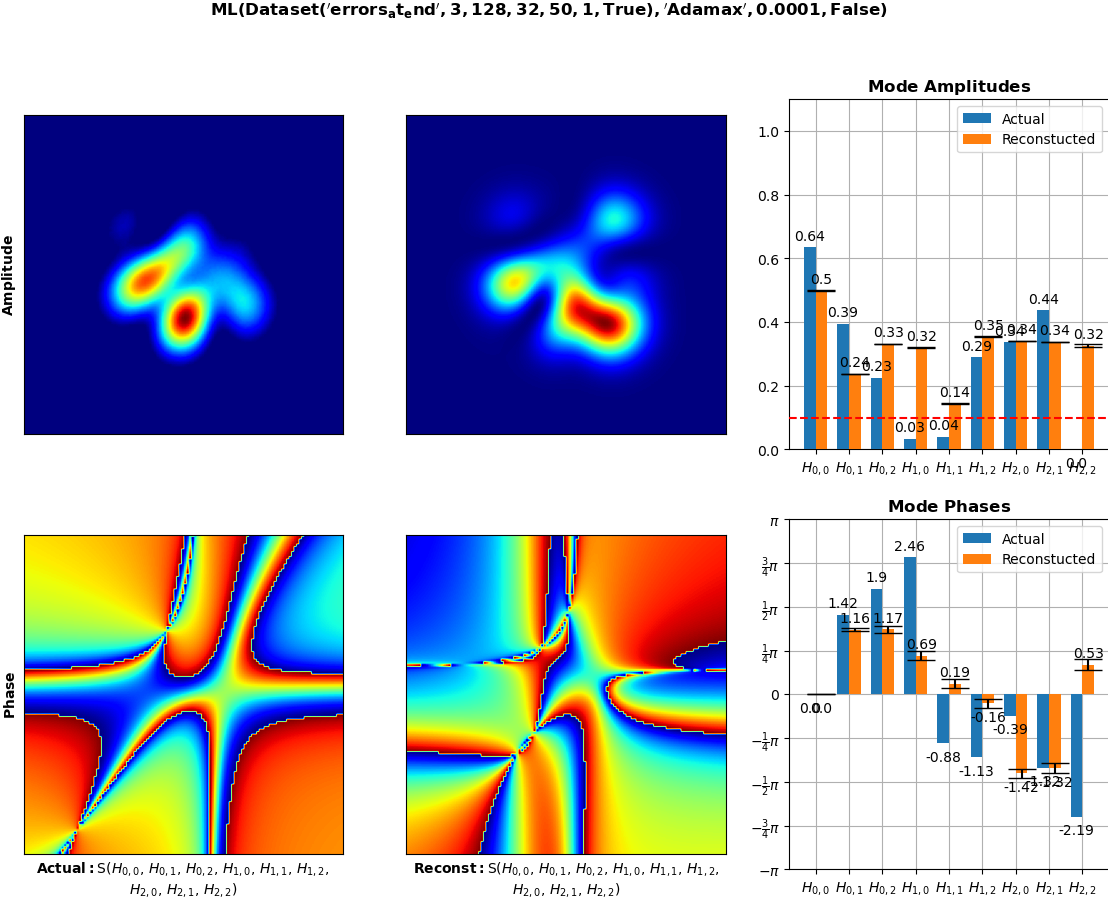 ML(Dataset('errors_at_end', 3, 128, 32, 50, 1, True), 'Adamax', 0.0001, False)
Amplitude
Mode Amplitudes
Actual
Reconstucted
1.0
0.8
0.6
0.4
0.2
0.0
0.64
0.5
0.39
0.24
0.23
0.33
0.03
0.32
0.04
0.14
0.29
0.35
0.34
0.34
0.44
0.34
0.0
0.32
H0,0 H0,1 H0,2 H1,0 H1,1 H1,2 H2,0 H2,1 H2,2
Phase
Mode Phases
Actual
Reconstucted
π
3/4π
1/2π
1/4π
0
−1/4π
−1/2π
−3/4π
−π
0.0
0.0
1.42
1.16
1.9
1.17
2.46
0.69
-0.88
0.19
-1.13
-0.16
-0.39
-1.42
-1.32
-1.32
-2.19
0.53
H0,0 H0,1 H0,2 H1,0 H1,1 H1,2 H2,0 H2,1 H2,2
Actual: S(H0,0, H0,1, H0,2, H1,0, H1,1, H1,2,
H2,0, H2,1, H2,2)
Reconst: S(H0,0, H0,1, H0,2, H1,0, H1,1, H1,2,
H2,0, H2,1, H2,2)